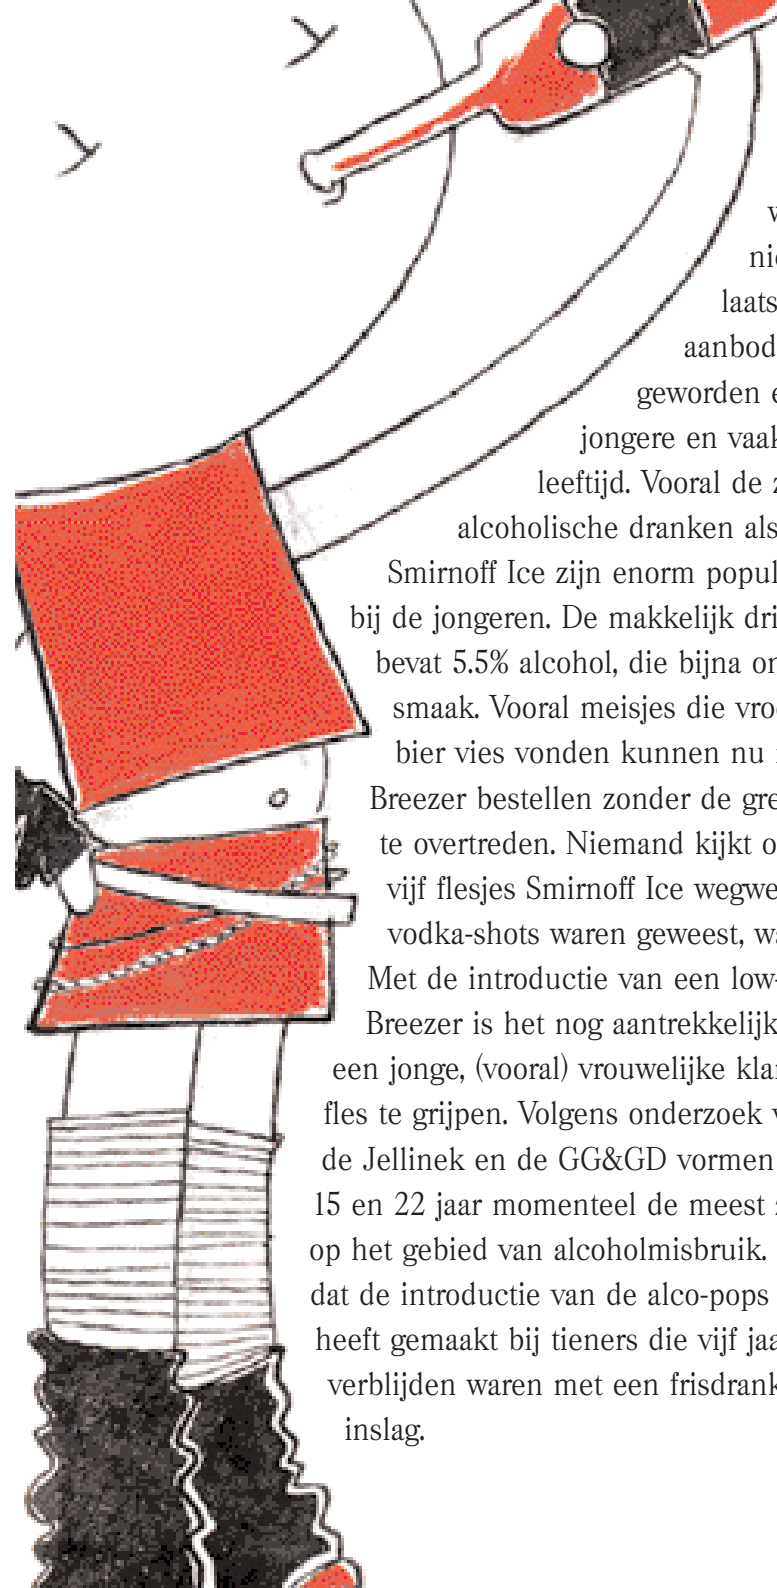 laats
aanbod
geworden
jongere en vaak
leeftijd. Vooral de
alcoholische dranken als
Smirnoff Ice zijn enorm popul
bij de jongeren. De makkelijk dri
bevat 5.5% alcohol, die bijna on
smaak. Vooral meisjes die vroe
bier vies vonden kunnen nu
Breezer bestellen zonder de gre
te overtreden. Niemand kijkt o
vijf flesjes Smirnoff Ice wegwe
vodka-shots waren geweest, wa
Met de introductie van een low-
Breezer is het nog aantrekkelijk
een jonge, (vooral) vrouwelijke klan
fles te grijpen. Volgens onderzoek v
de Jellinek en de GG&GD vormen
15 en 22 jaar momenteel de meest z
op het gebied van alcoholmisbruik.
dat de introductie van de alco-pops
heeft gemaakt bij tieners die vijf jaa
verblijden waren met een frisdrank
inslag.